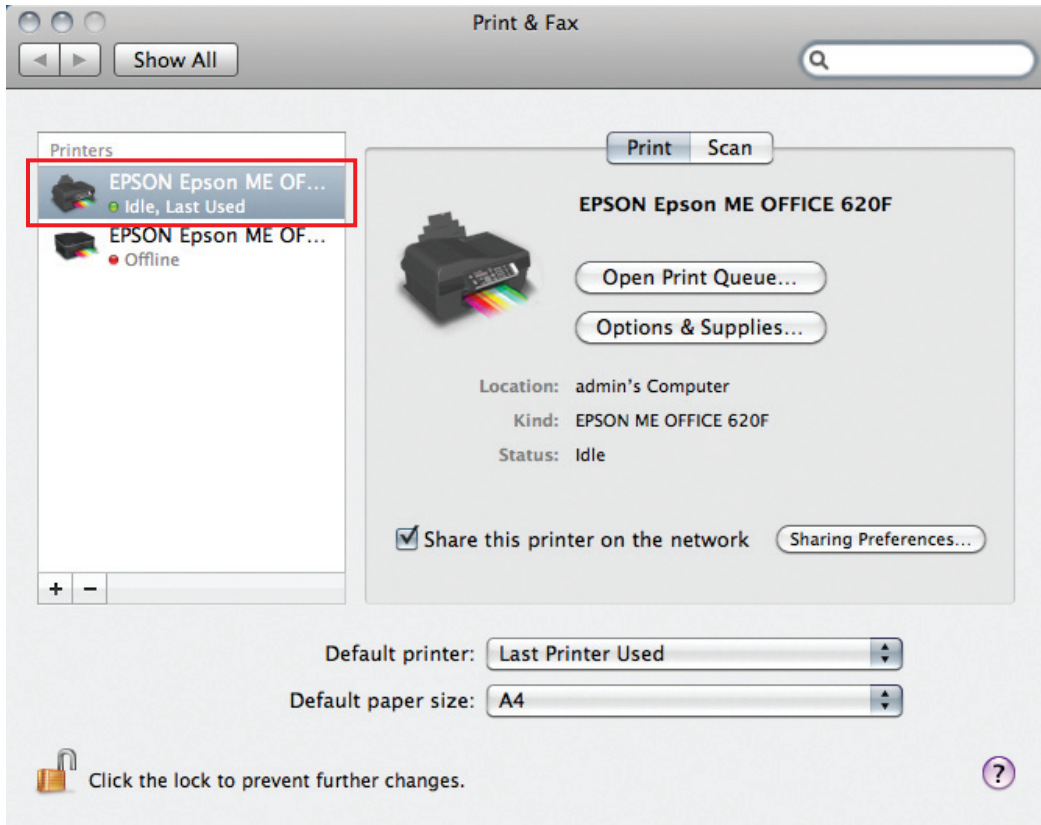 Print & Fax
Show All
Printers
EPSON Epson ME OF...
Idle, Last Used
EPSON Epson ME OF...
Offline
Print Scan
EPSON Epson ME OFFICE 620F
Open Print Queue...
Options & Supplies...
Location: admin's Computer
Kind: EPSON ME OFFICE 620F
Status: Idle
Share this printer on the network Sharing Preferences...
+ −
Default printer: Last Printer Used
Default paper size: A4
Click the lock to prevent further changes.
?